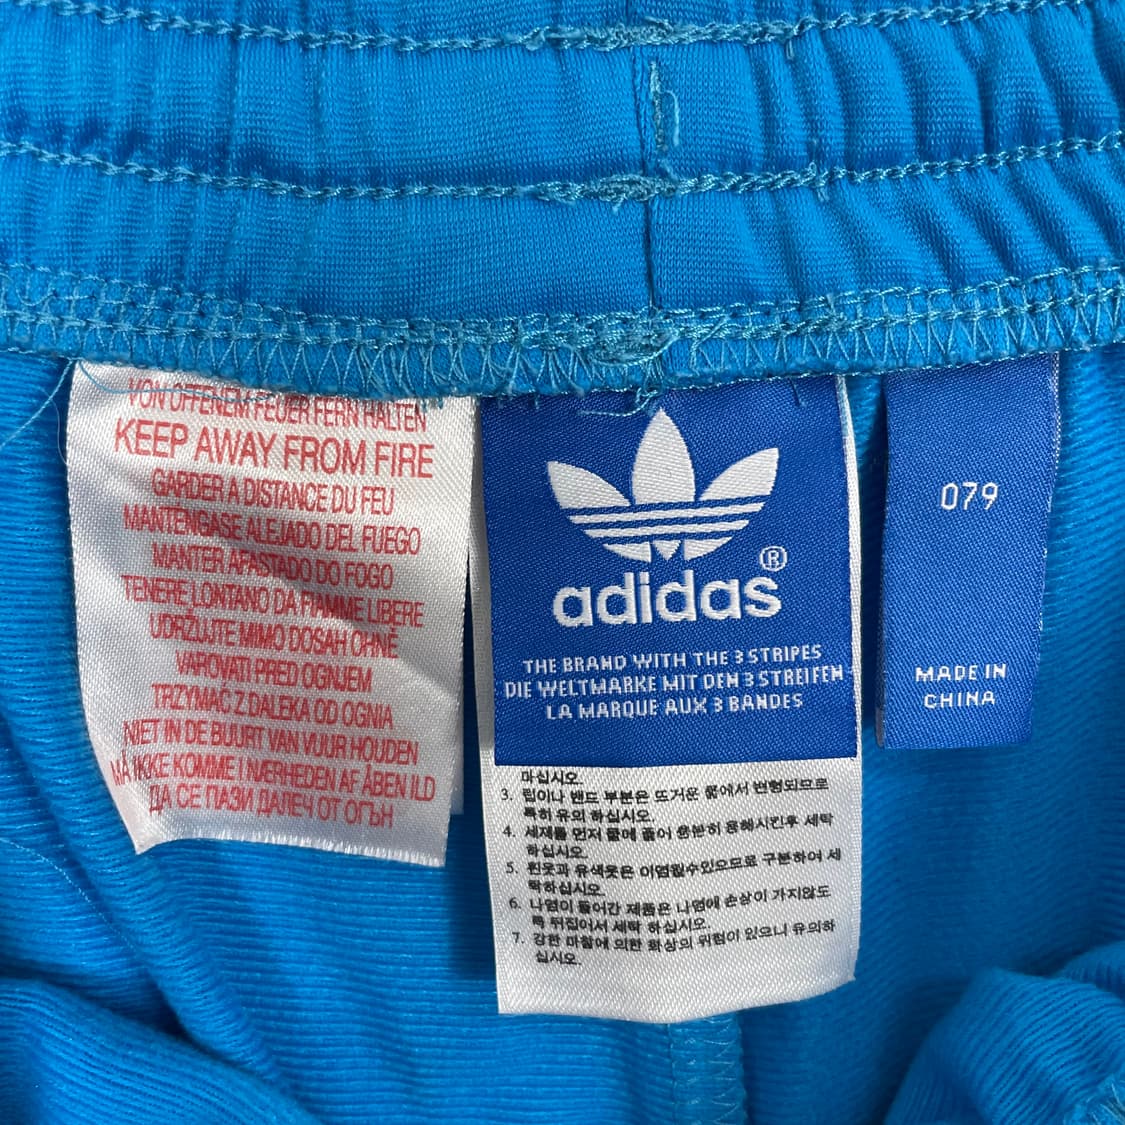 VON OFFENEM FEUER FERN HALTEN
KEEP AWAY FROM FIRE
GARDER A DISTANCE DU FEU
MANTENGASE ALEJADO DEL FUEGO
MANTER APASTADO DO FOGO
TENERE LONTANO DA FIAMME LIBERE
UDRŽUJTE MIMO DOSAH OHNĚ
VAROVATI PRED OGNJEM
TRZYMAĆ Z DALEKA OD OGNIA
NIET IN DE BUURT VAN VUUR HOUDEN
MÅ IKKE KOMME I NÆRHEDEN AF ÅBEN ILD
ДА СЕ ПАЗИ ДАЛЕЧ ОТ ОГЪН
adidas®
THE BRAND WITH THE 3 STRIPES
DIE WELTMARKE MIT DEN 3 STREIFEN
LA MARQUE AUX 3 BANDES
마십시오.
3. 립이나 밴드 부분은 뜨거운 물에서 변형되므로
특히 유의 하십시오.
4. 세제를 먼저 물에 풀어 충분히 용해시킨후 세탁
하십시오.
5. 흰옷과 유색옷은 이염될수있으므로 구분하여 세
탁하십시오.
6. 나염이 들어간 제품은 나염에 손상이 가지않도
록 뒤집어서 세탁 하십시오.
7. 강한 마찰에 의한 화상의 위험이 있으니 유의하
십시오.
079
MADE IN
CHINA